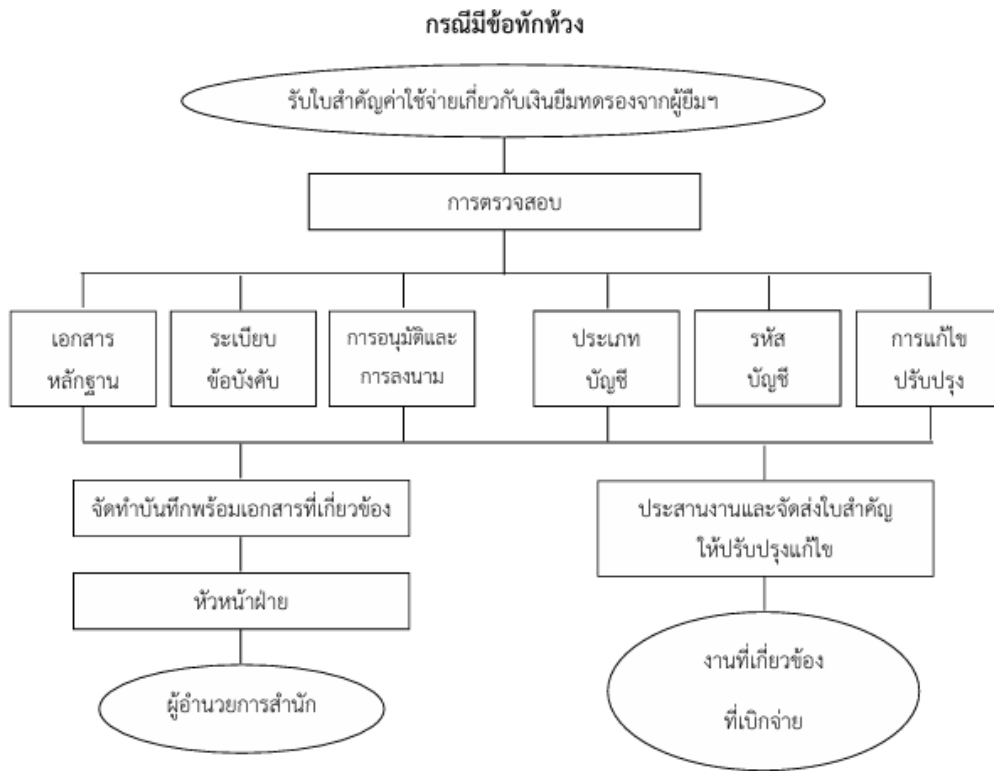 กรณีมีข้อทักท้วง
รับใบสำคัญค่าใช้จ่ายเกี่ยวกับเงินยืมทดรองจากผู้ยืมฯ
การตรวจสอบ
เอกสาร
หลักฐาน
ระเบียบ
ข้อบังคับ
การอนุมัติและ
การลงนาม
ประเภท
บัญชี
รหัส
บัญชี
การแก้ไข
ปรับปรุง
จัดทำบันทึกพร้อมเอกสารที่เกี่ยวข้อง
หัวหน้าฝ่าย
ผู้อำนวยการสำนัก
ประสานงานและจัดส่งใบสำคัญ
ให้ปรับปรุงแก้ไข
งานที่เกี่ยวข้อง
ที่เบิกจ่าย